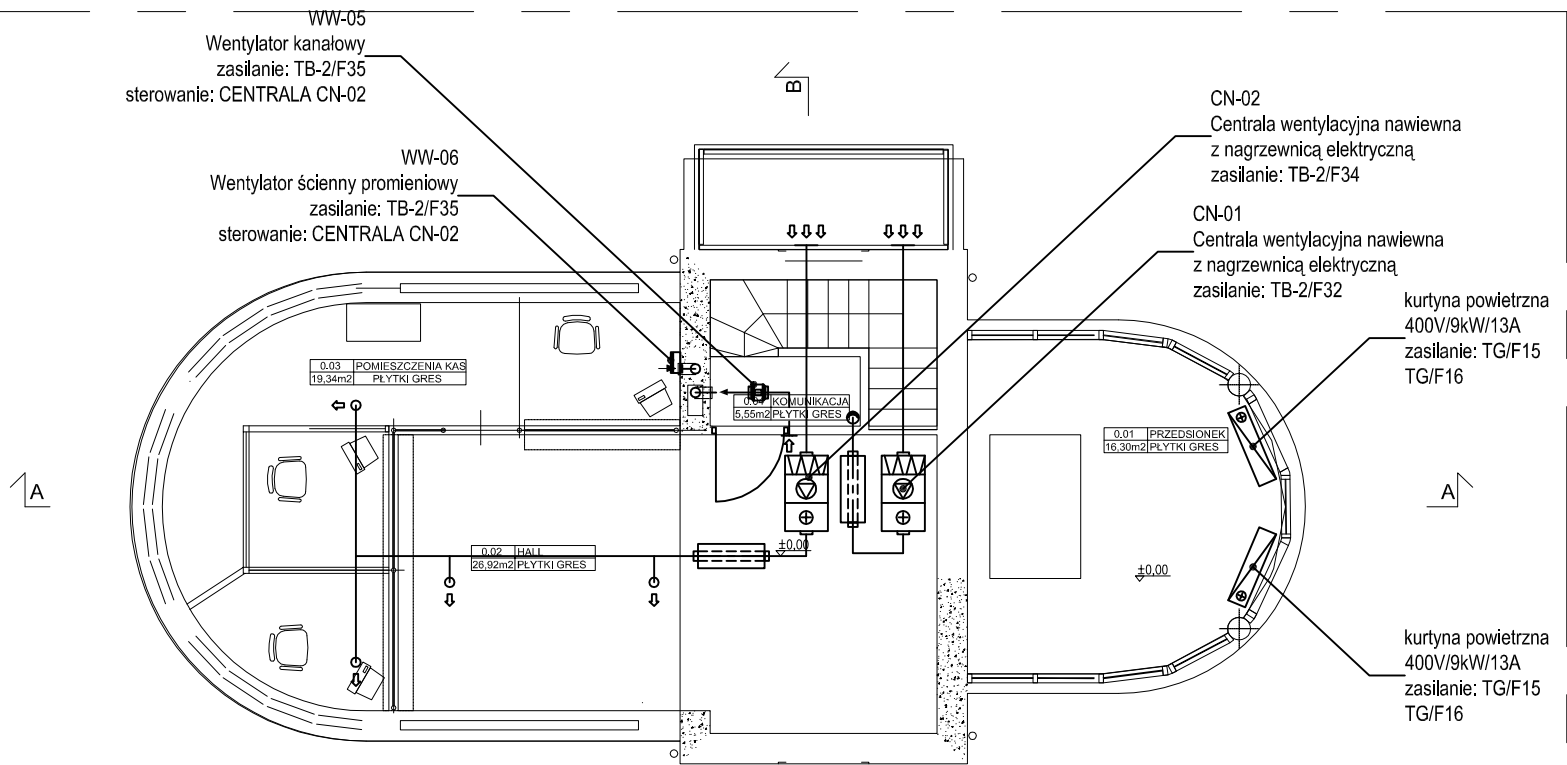 WW-05
Wentylator kanałowy
zasilanie: TB-2/F35
sterowanie: CENTRALA CN-02
B
CN-02
Centrala wentylacyjna nawiewna
z nagrzewnicą elektryczną
zasilanie: TB-2/F34
WW-06
Wentylator ścienny promieniowy
zasilanie: TB-2/F35
sterowanie: CENTRALA CN-02
CN-01
Centrala wentylacyjna nawiewna
z nagrzewnicą elektryczną
zasilanie: TB-2/F32
kurtyna powietrzna
400V/9kW/13A
zasilanie: TG/F15
TG/F16
0.03 POMIESZCZENIA KAS
19,34m2 PŁYTKI GRES
0.04 KOMUNIKACJA
5,55m2 PŁYTKI GRES
0.01 PRZEDSIONEK
16,30m2 PŁYTKI GRES
A
A
0.02 HALL
26,92m2 PŁYTKI GRES
±0,00
±0,00
kurtyna powietrzna
400V/9kW/13A
zasilanie: TG/F15
TG/F16